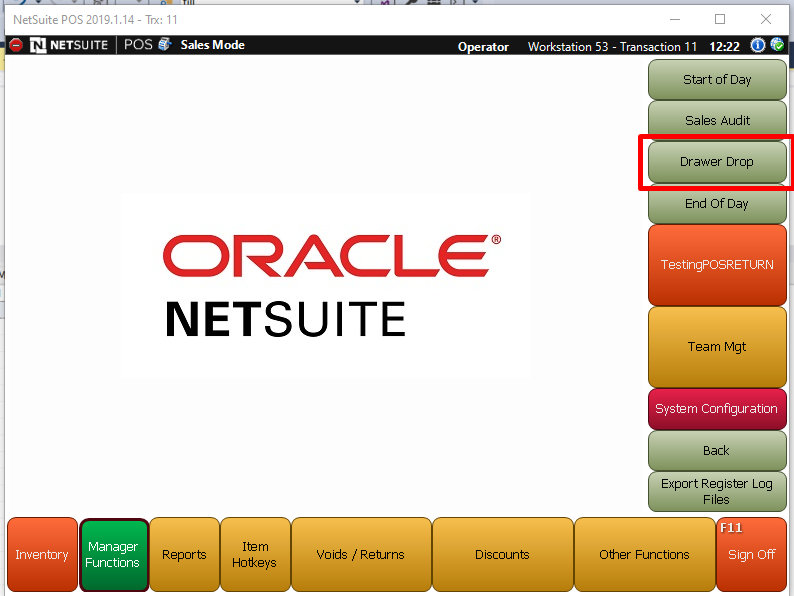 NetSuite POS 2019.1.14 - Trx: 11
NETSUITE POS Sales Mode Operator Workstation 53 - Transaction 11 12:22
Start of Day
Sales Audit
Drawer Drop
End Of Day
TestingPOSRETURN
Team Mgt
System Configuration
Back
Export Register Log
Files
ORACLE®
NETSUITE
Inventory
Manager
Functions
Reports
Item
Hotkeys
Voids / Returns
Discounts
Other Functions
F11
Sign Off